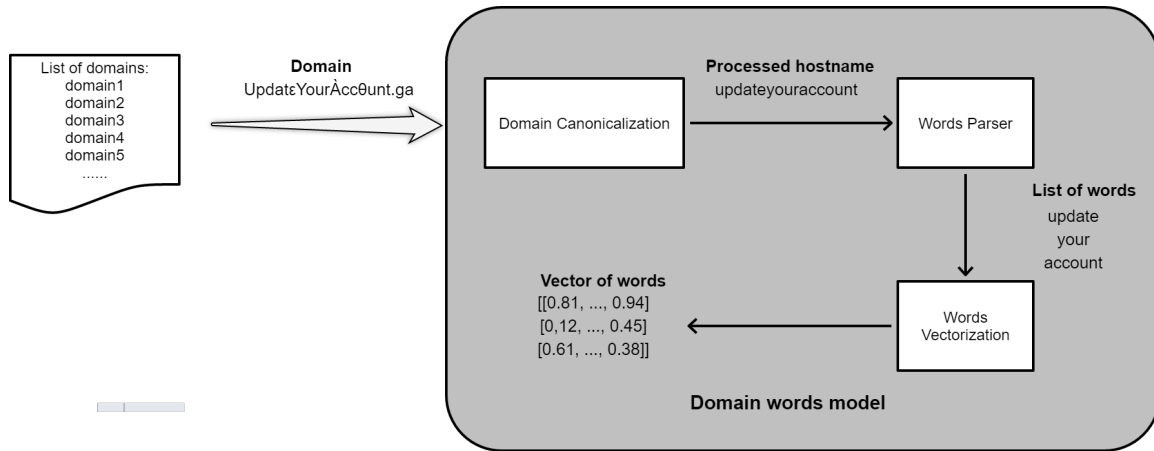 List of domains:
domain1
domain2
domain3
domain4
domain5
......
Domain
UpdatεYourÀccθunt.ga
Domain Canonicalization
Processed hostname
updateyouraccount
Words Parser
List of words
update
your
account
Words
Vectorization
Vector of words
[[0.81, ..., 0.94]
[0,12, ..., 0.45]
[0.61, ..., 0.38]]
Domain words model